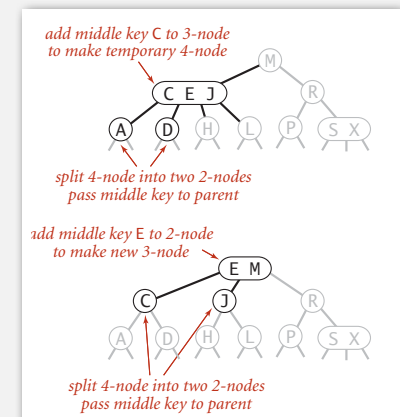 add middle key C to 3-node
to make temporary 4-node
M
C E J
R
A D H L P S X
split 4-node into two 2-nodes
pass middle key to parent
add middle key E to 2-node
to make new 3-node
E M
C J R
A D H L P S X
split 4-node into two 2-nodes
pass middle key to parent